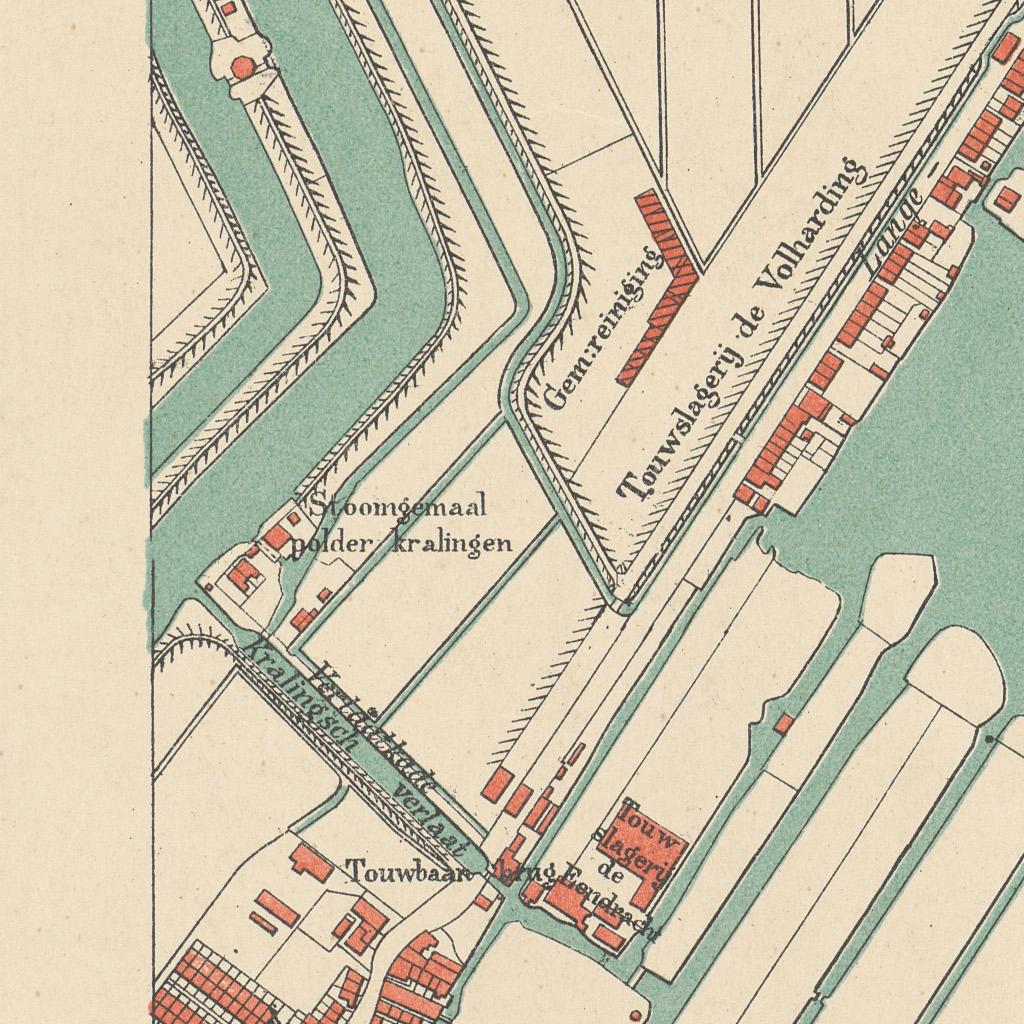 Lange
Touwslagerij de Volharding
Gem: reiniging
Stoomgemaal
polder kralingen
Verlaatkade
Kralingsch verlaat
Touwbaan brug
Touw
slagerij
de
Eendracht